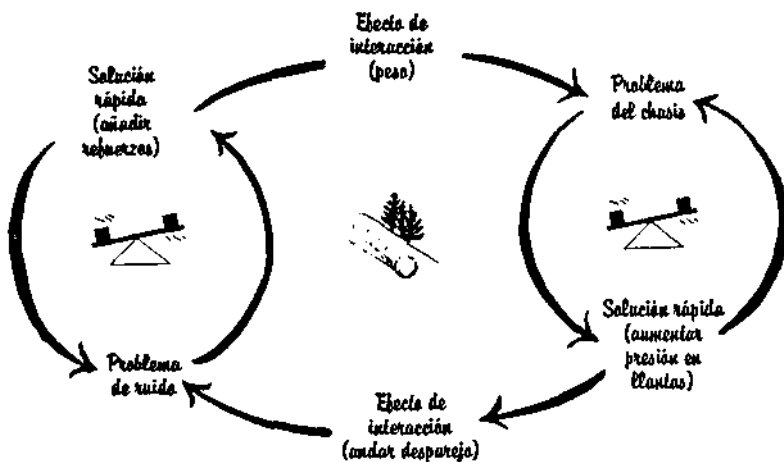 Efecto de
interacción
(peso)
Solución
rápida
(añadir
refuerzos)
Problema
del chasis
Problema
de ruido
Solución rápida
(aumentar
presión en
llantas)
Efecto de
interacción
(andar disparejo)